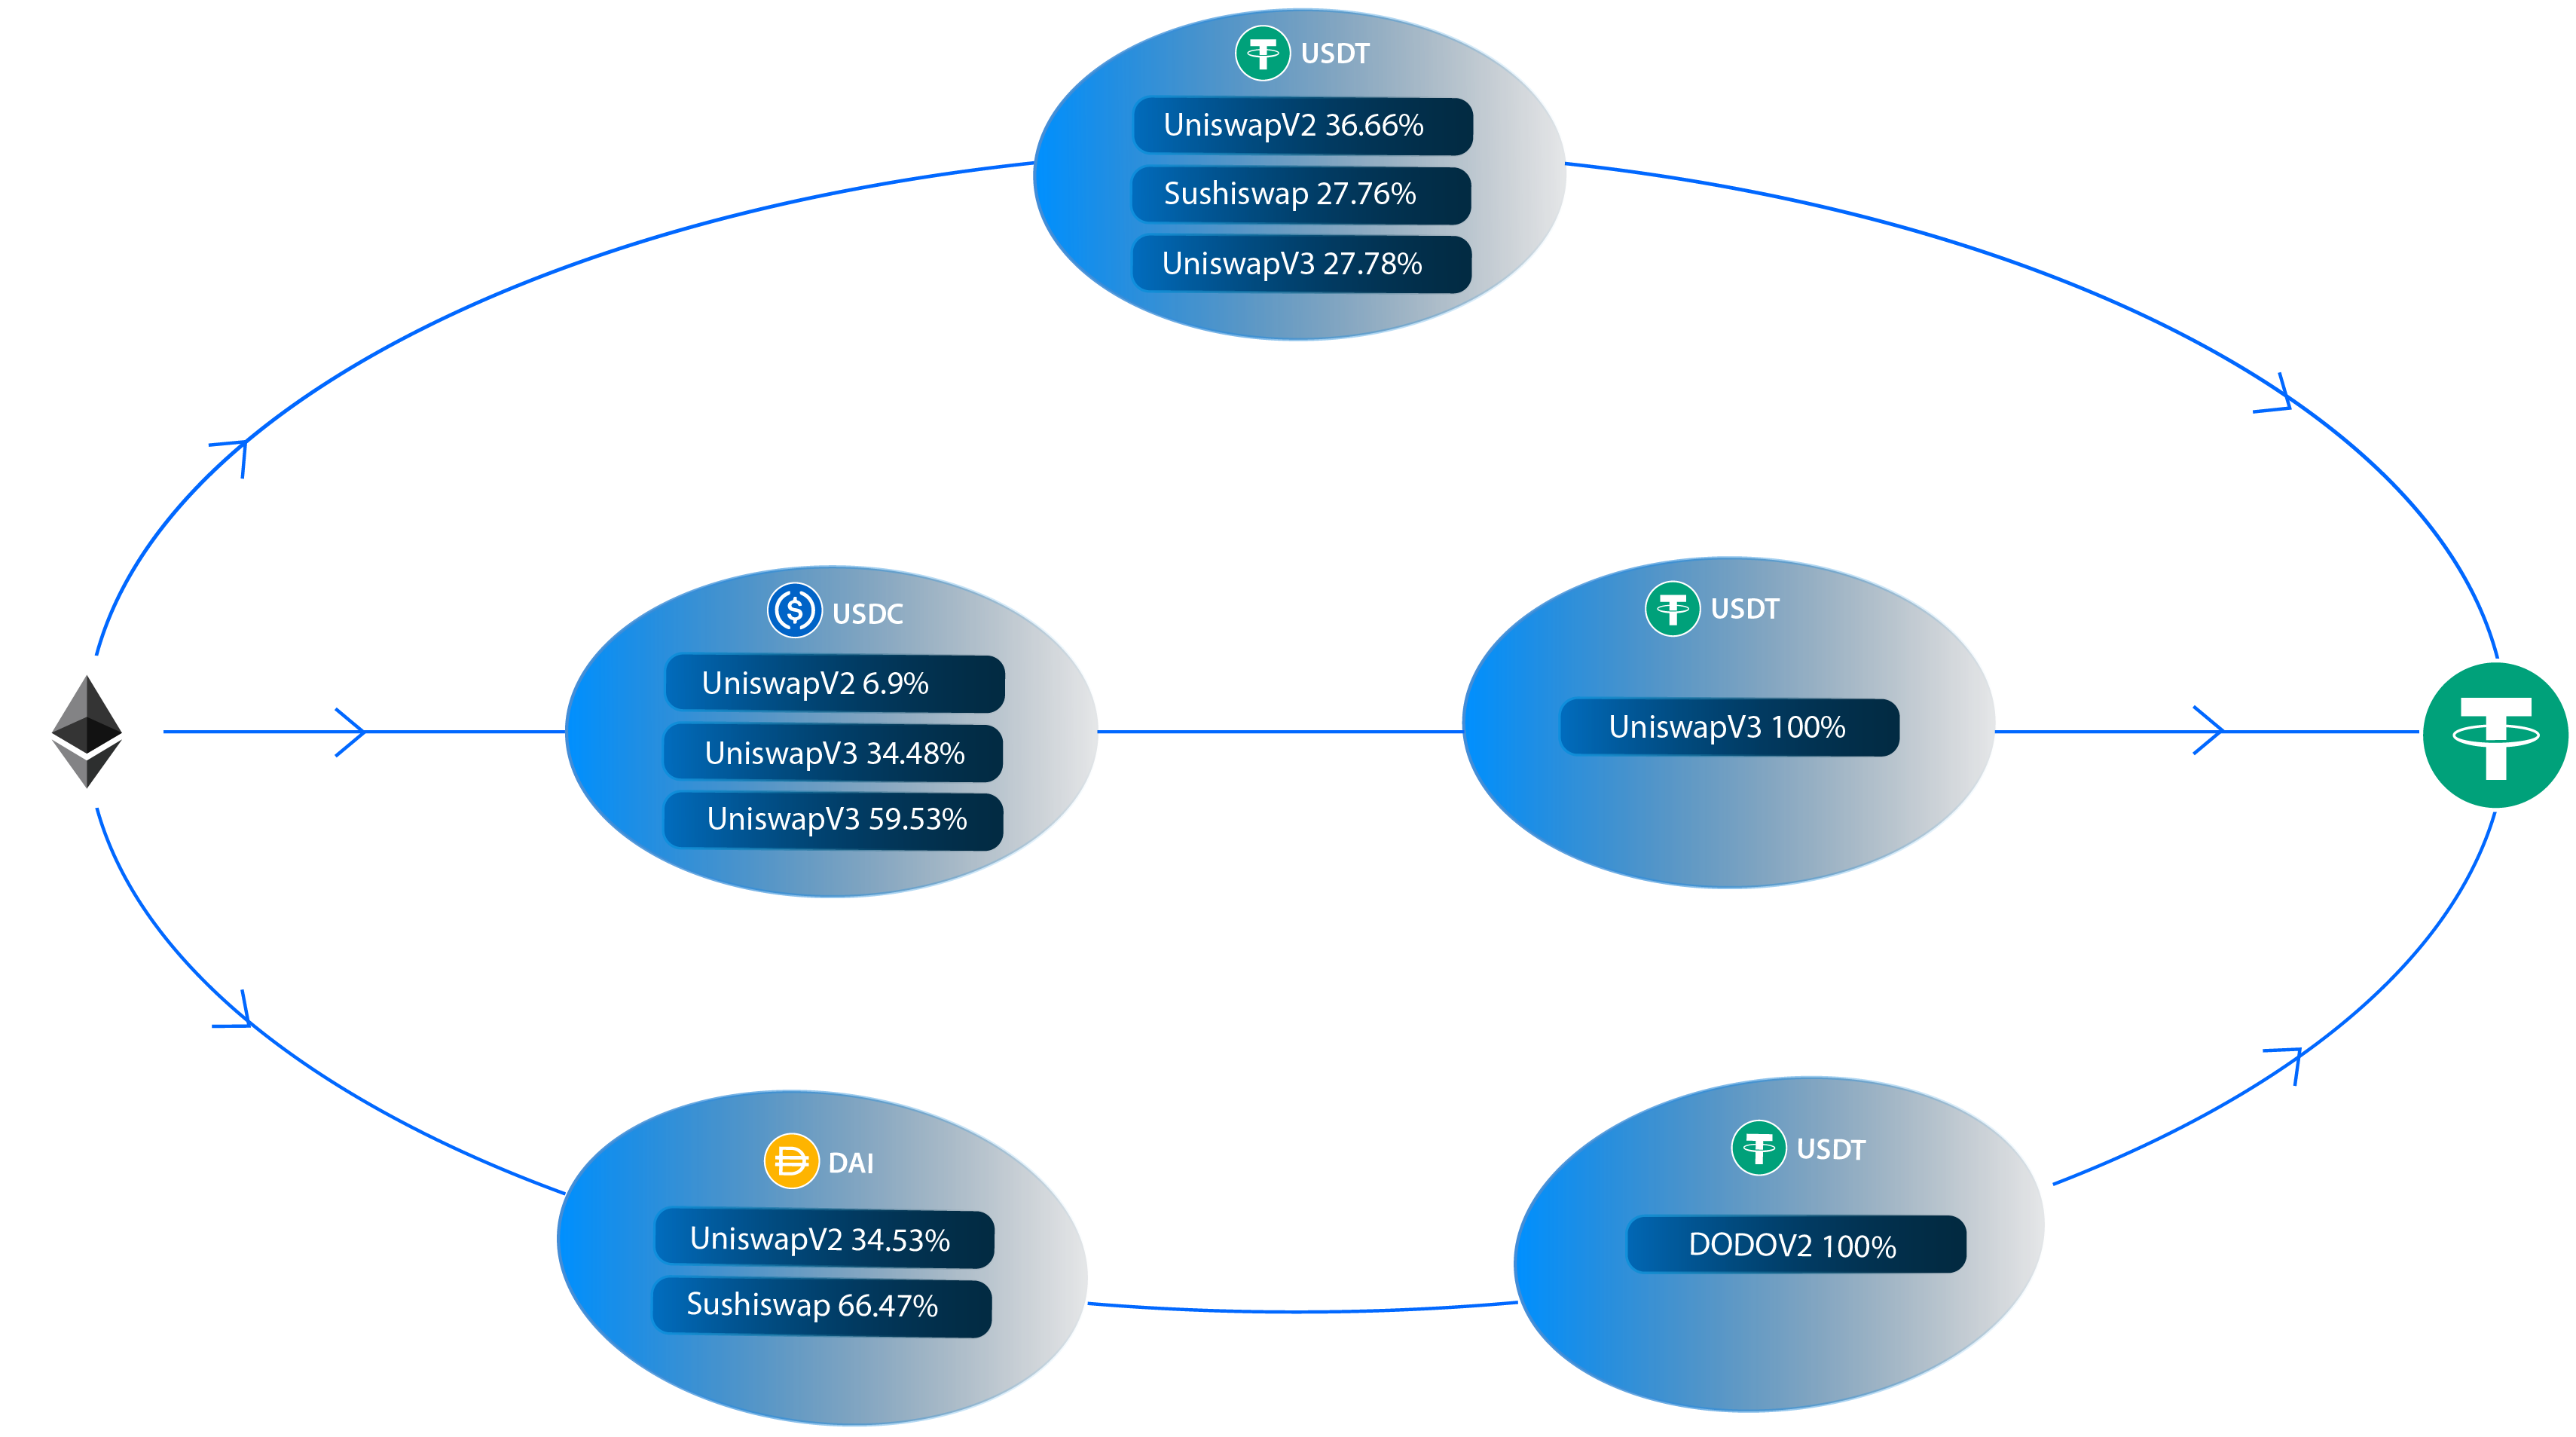 USDT
UniswapV2 36.66%
Sushiswap 27.76%
UniswapV3 27.78%
USDC
UniswapV2 6.9%
UniswapV3 34.48%
UniswapV3 59.53%
USDT
UniswapV3 100%
DAI
UniswapV2 34.53%
Sushiswap 66.47%
USDT
DODOV2 100%